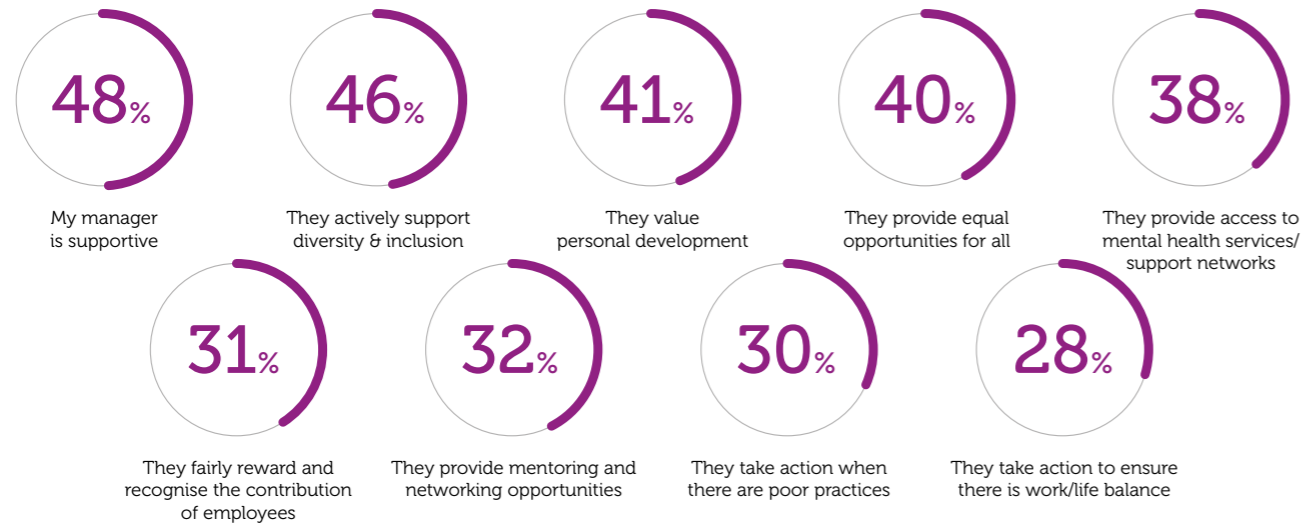 48%
46%
41%
40%
38%
My manager
is supportive
They actively support
diversity & inclusion
They value
personal development
They provide equal
opportunities for all
They provide access to
mental health services/
support networks
31%
32%
30%
28%
They fairly reward and
recognise the contribution
of employees
They provide mentoring and
networking opportunities
They take action when
there are poor practices
They take action to ensure
there is work/life balance